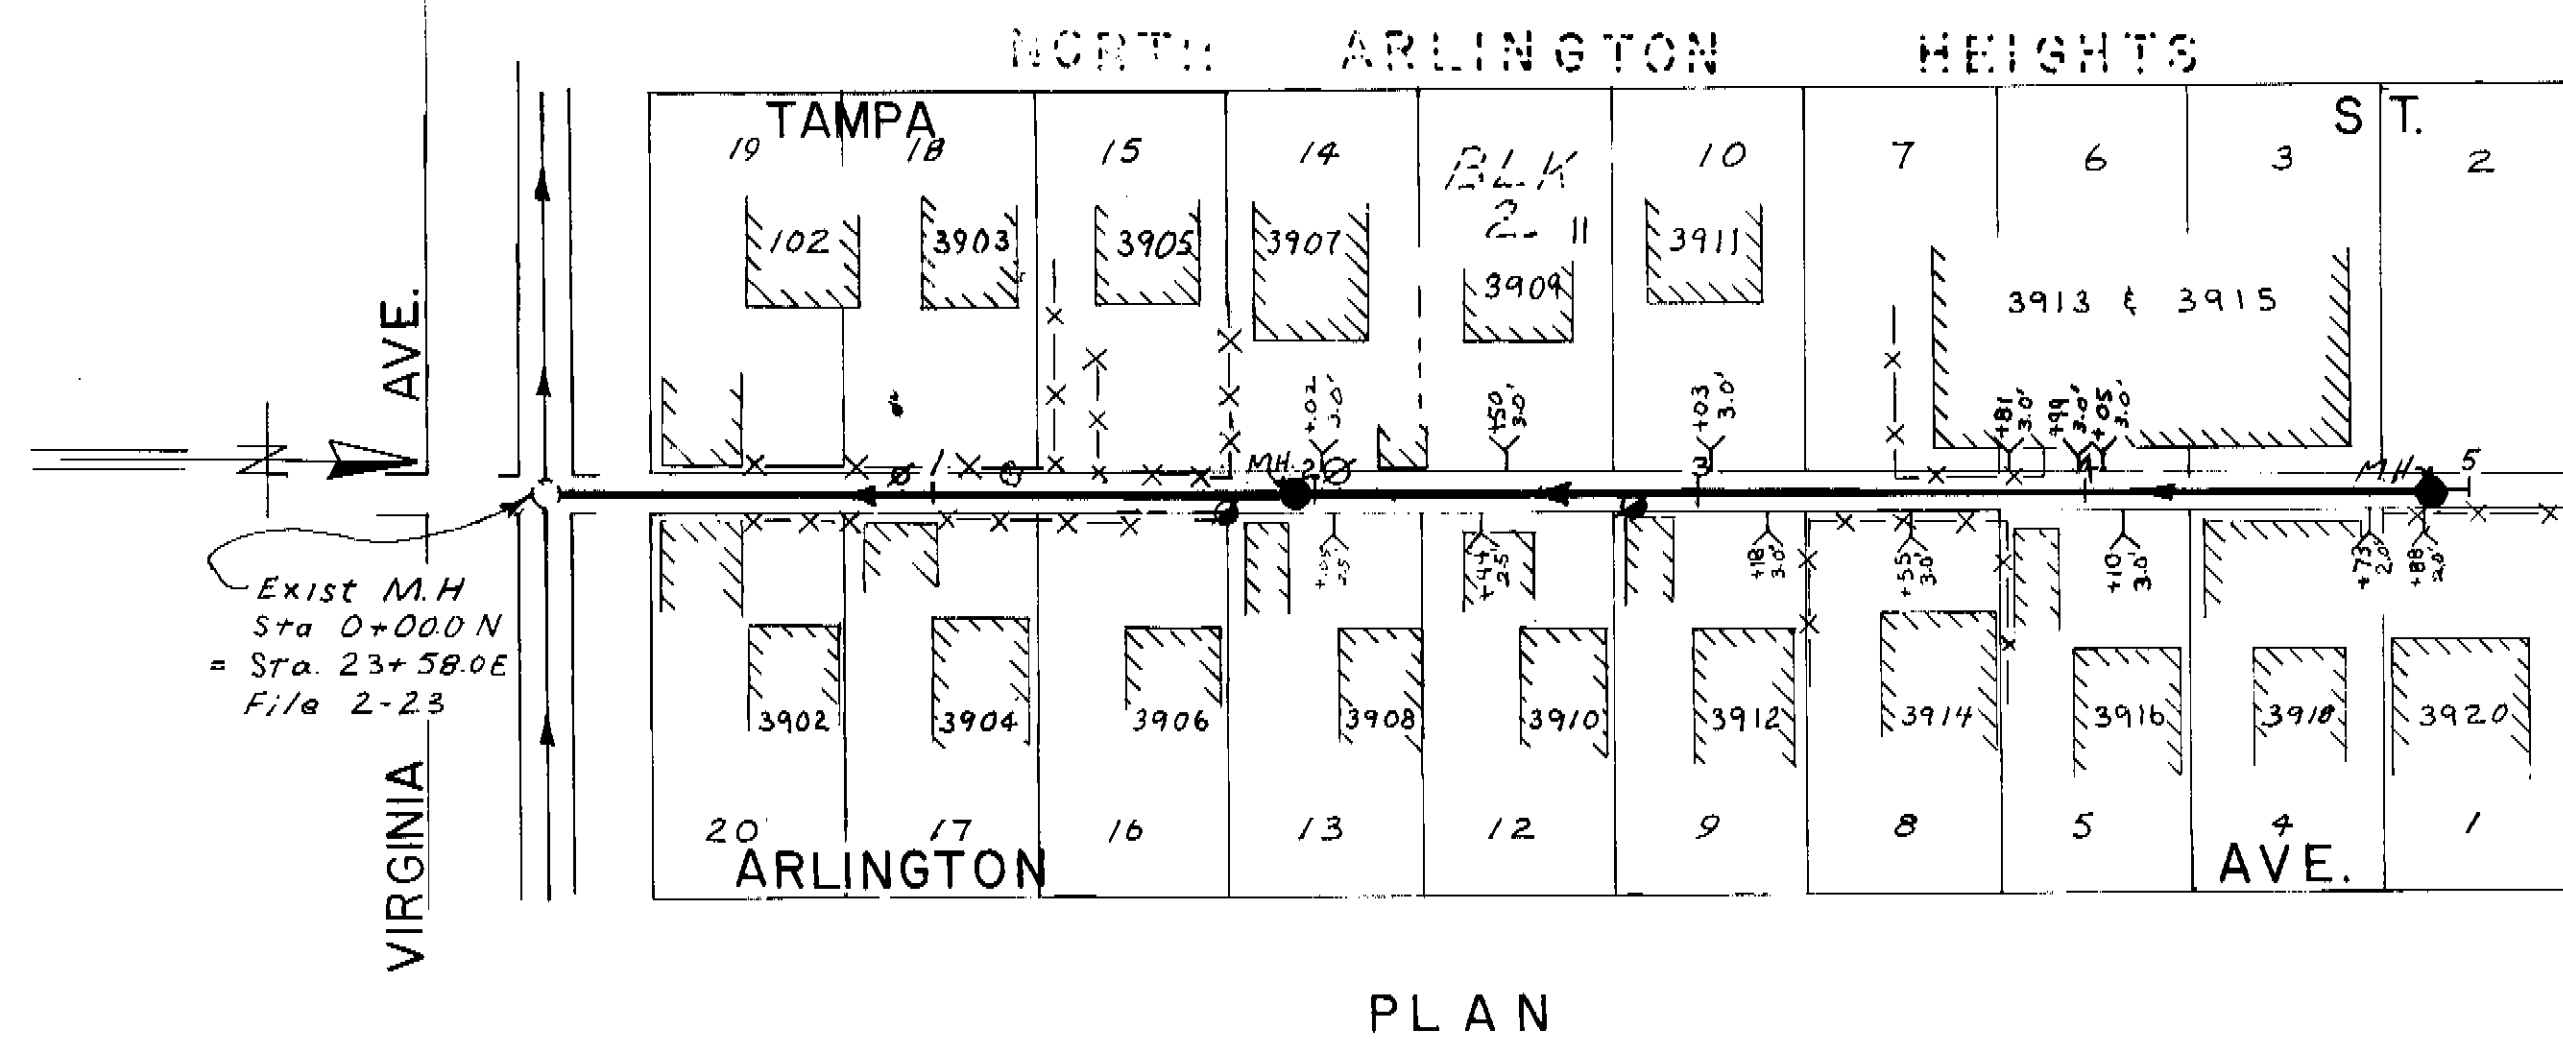 NORTH ARLINGTON HEIGHTS
TAMPA ST.
19 18 15 14 BLK 2 11 10 7 6 3 2
102 3903 3905 3907 3909 3911 3913 & 3915
+.02 3.0'
+50 3.0'
+03 3.0'
+81 3.0'
+99 3.0'
+05 3.0'
AVE.
1 M.H. 2 3 4 M.H. 5
+.05 2.5'
+44 2.5'
+18 3.0'
+55 3.0'
+10 3.0'
+73 2.0'
+88 2.0'
Exist M.H
Sta 0+00.0 N
= Sta. 23+58.0E
File 2-23
3902 3904 3906 3908 3910 3912 3914 3916 3918 3920
20 17 16 13 12 9 8 5 4 1
VIRGINIA
ARLINGTON AVE.
PLAN